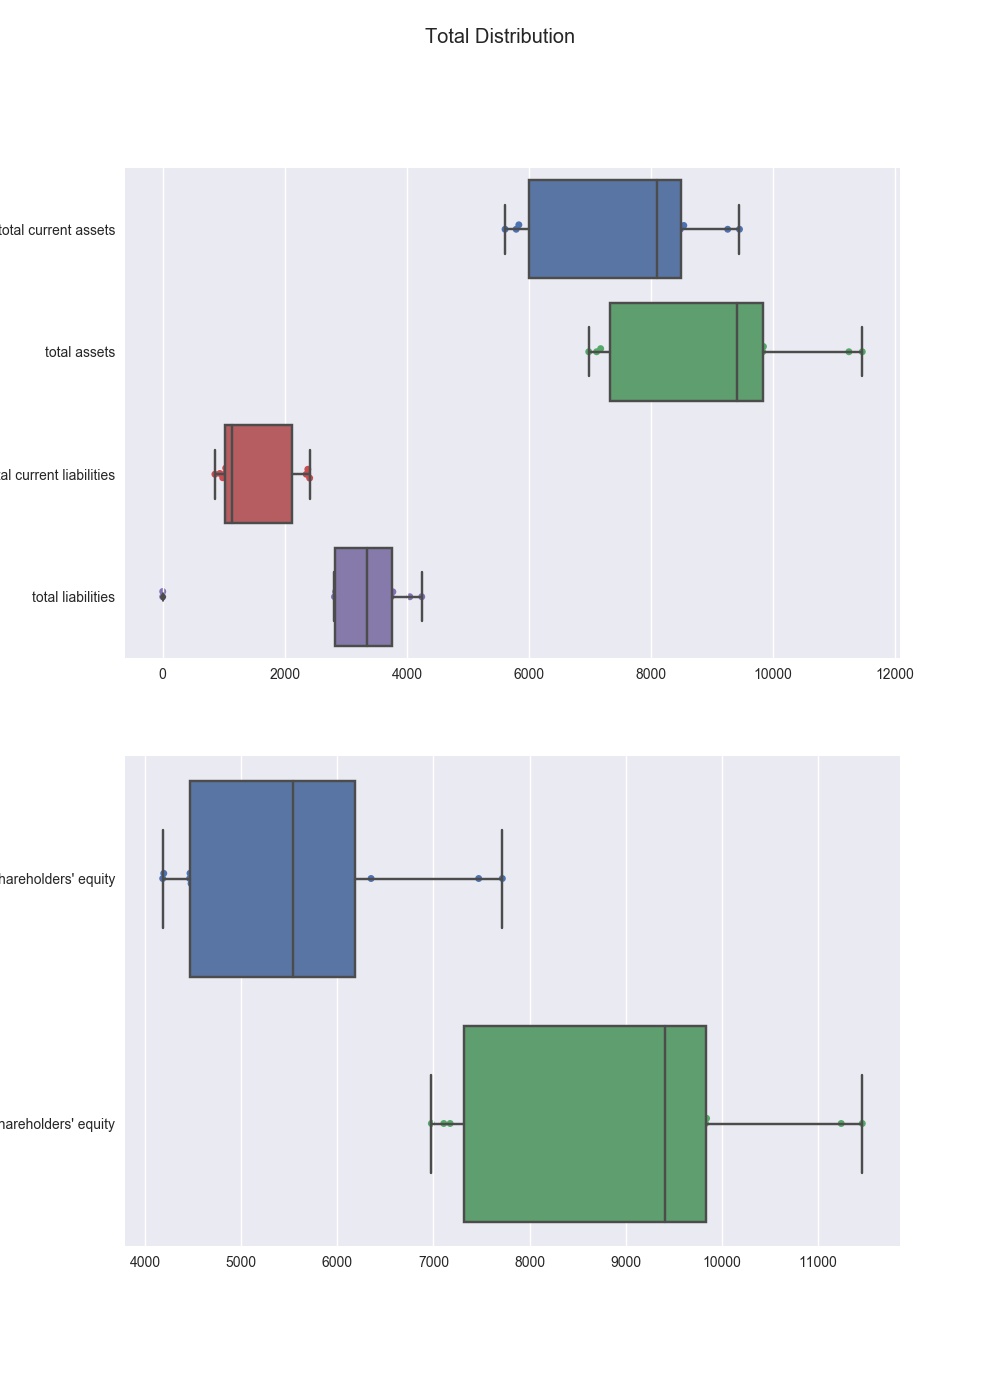 Total Distribution
total current assets
total assets
tal current liabilities
total liabilities
0 2000 4000 6000 8000 10000 12000
hareholders' equity
hareholders' equity
4000 5000 6000 7000 8000 9000 10000 11000